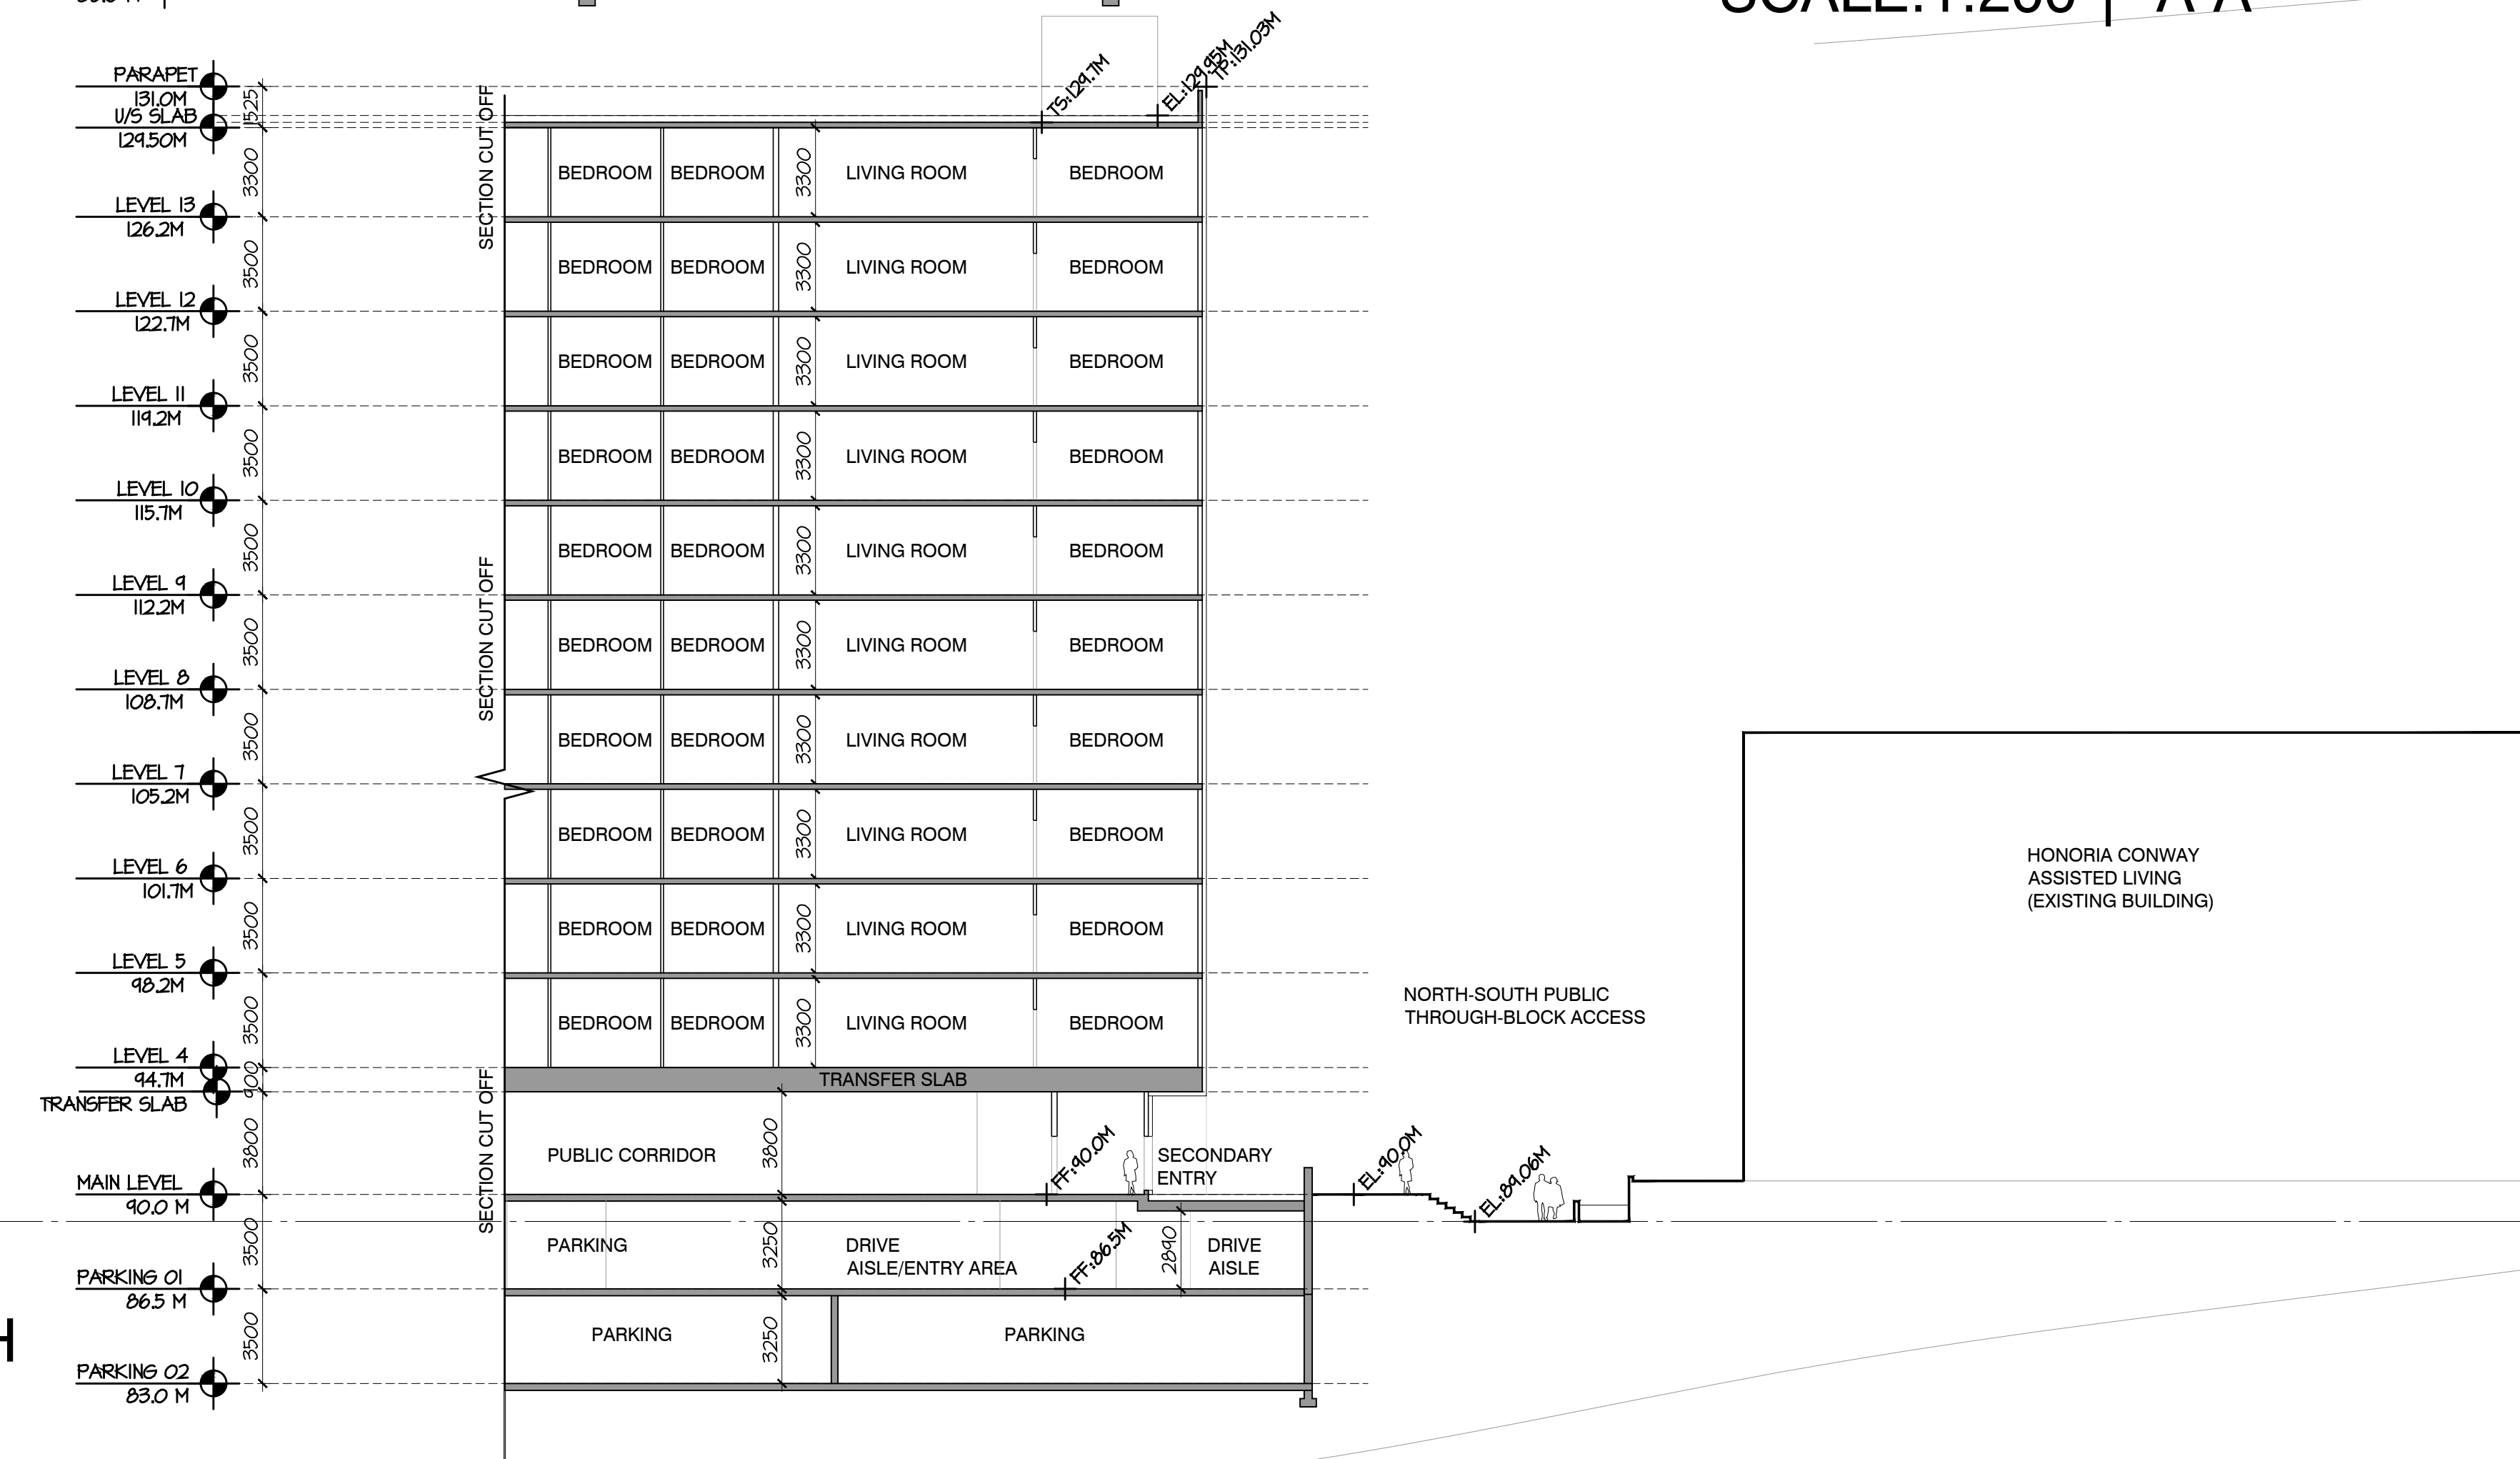 SCALE: 1:200 | A-A
PARAPET
131.0M
U/S SLAB
129.50M
LEVEL 13
126.2M
LEVEL 12
122.7M
LEVEL 11
119.2M
LEVEL 10
115.7M
LEVEL 9
112.2M
LEVEL 8
108.7M
LEVEL 7
105.2M
LEVEL 6
101.7M
LEVEL 5
98.2M
LEVEL 4
94.7M
TRANSFER SLAB
MAIN LEVEL
90.0 M
PARKING 01
86.5 M
PARKING 02
83.0 M
H
1525
3300
3500
3500
3500
3500
3500
3500
3500
3500
3500
900
3800
3500
3500
SECTION CUT OFF
SECTION CUT OFF
SECTION CUT OFF
TS:129.7M
EL:129.95M
TP:131.03M
BEDROOM BEDROOM 3300 LIVING ROOM BEDROOM
BEDROOM BEDROOM 3300 LIVING ROOM BEDROOM
BEDROOM BEDROOM 3300 LIVING ROOM BEDROOM
BEDROOM BEDROOM 3300 LIVING ROOM BEDROOM
BEDROOM BEDROOM 3300 LIVING ROOM BEDROOM
BEDROOM BEDROOM 3300 LIVING ROOM BEDROOM
BEDROOM BEDROOM 3300 LIVING ROOM BEDROOM
BEDROOM BEDROOM 3300 LIVING ROOM BEDROOM
BEDROOM BEDROOM 3300 LIVING ROOM BEDROOM
BEDROOM BEDROOM 3300 LIVING ROOM BEDROOM
TRANSFER SLAB
PUBLIC CORRIDOR
3800
FF:90.0M
SECONDARY
ENTRY
PARKING
3250
DRIVE
AISLE/ENTRY AREA
FF:86.5M
2890
DRIVE
AISLE
PARKING
3250
PARKING
NORTH-SOUTH PUBLIC
THROUGH-BLOCK ACCESS
EL:90.0M
EL:89.06M
HONORIA CONWAY
ASSISTED LIVING
(EXISTING BUILDING)